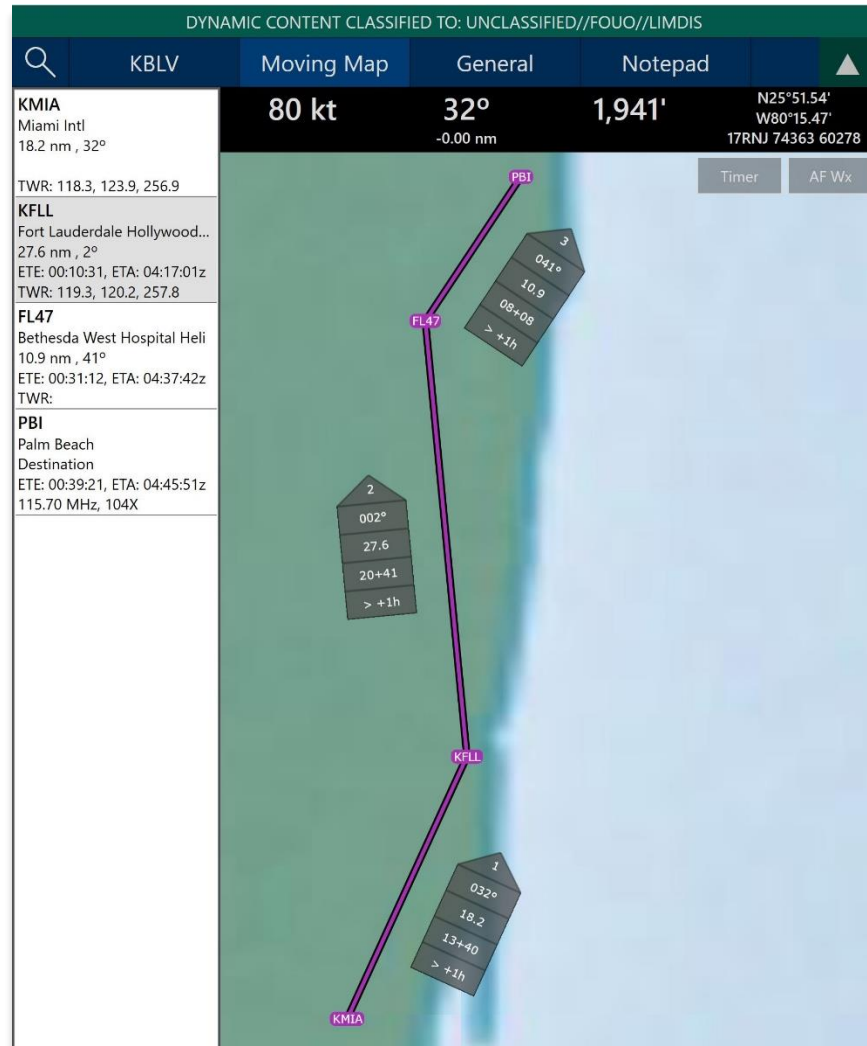 DYNAMIC CONTENT CLASSIFIED TO: UNCLASSIFIED//FOUO//LIMDIS
KBLV
Moving Map
General
Notepad
KMIA
Miami Intl
18.2 nm , 32º
TWR: 118.3, 123.9, 256.9
KFLL
Fort Lauderdale Hollywood...
27.6 nm , 2º
ETE: 00:10:31, ETA: 04:17:01z
TWR: 119.3, 120.2, 257.8
FL47
Bethesda West Hospital Heli
10.9 nm , 41º
ETE: 00:31:12, ETA: 04:37:42z
TWR:
PBI
Palm Beach
Destination
ETE: 00:39:21, ETA: 04:45:51z
115.70 MHz, 104X
80 kt
32º
-0.00 nm
1,941'
N25°51.54'
W80°15.47'
17RNJ 74363 60278
Timer
AF Wx
PBI
3
041°
10.9
08+08
> +1h
FL47
2
002°
27.6
20+41
> +1h
KFLL
1
032°
18.2
13+40
> +1h
KMIA